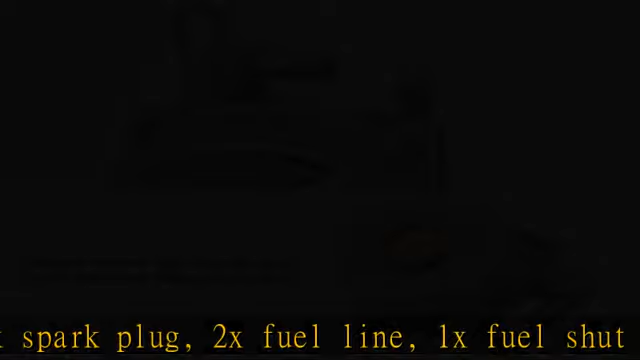 x spark plug, 2x fuel line, 1x fuel shut